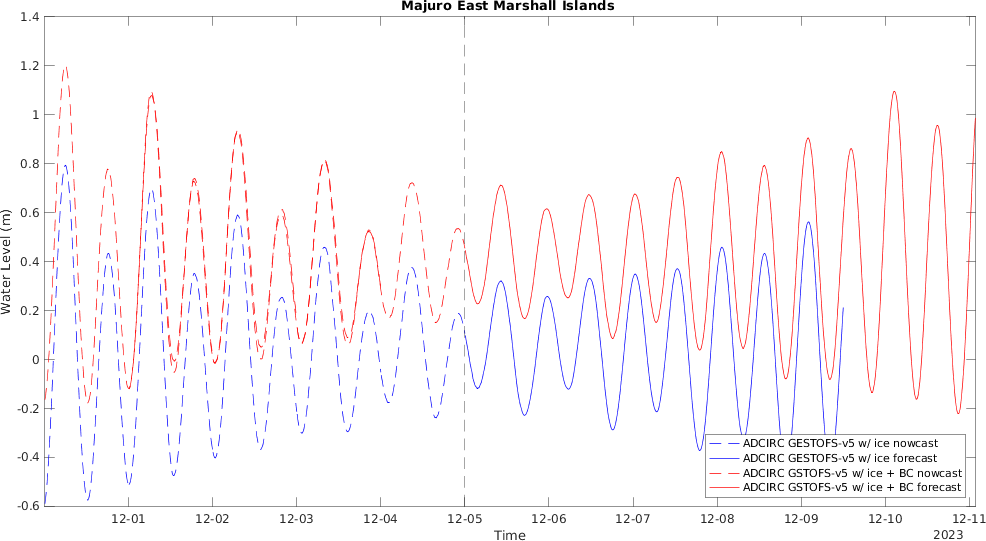 Majuro East Marshall Islands
Water Level (m)
1.4
1.2
1
0.8
0.6
0.4
0.2
0
-0.2
-0.4
-0.6
ADCIRC GESTOFS-v5 w/ ice nowcast
ADCIRC GESTOFS-v5 w/ ice forecast
ADCIRC GSTOFS-v5 w/ ice + BC nowcast
ADCIRC GSTOFS-v5 w/ ice + BC forecast
12-01 12-02 12-03 12-04 12-05 12-06 12-07 12-08 12-09 12-10 12-11
Time
2023